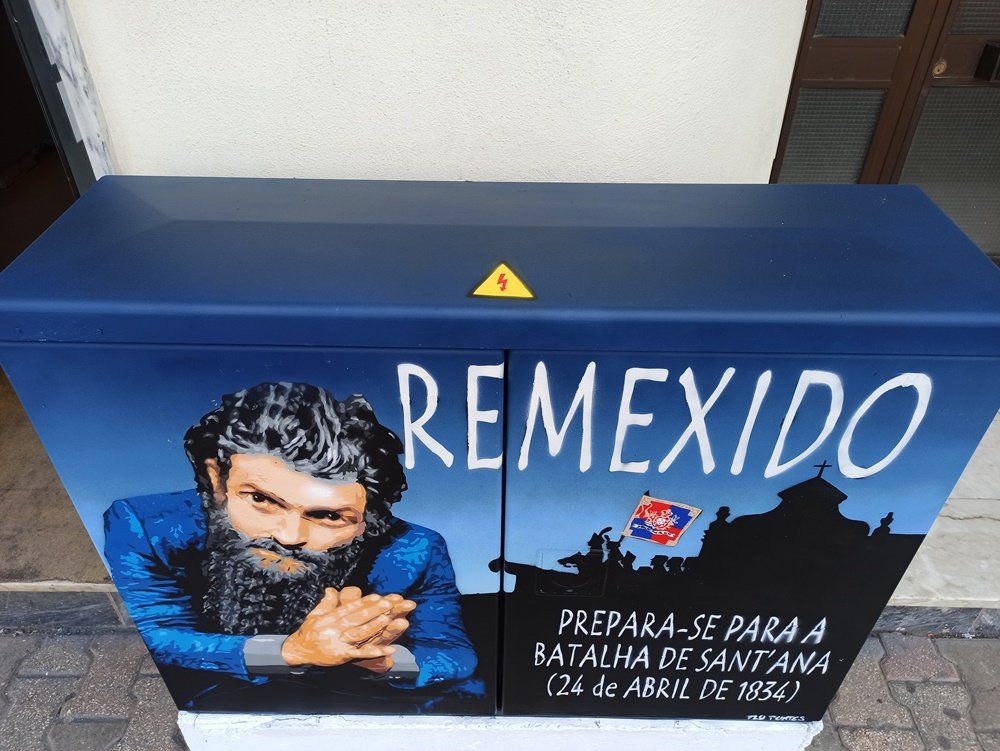 REMEXIDO
PREPARA-SE PARA A
BATALHA DE SANT'ANA
(24 de ABRIL DE 1834)